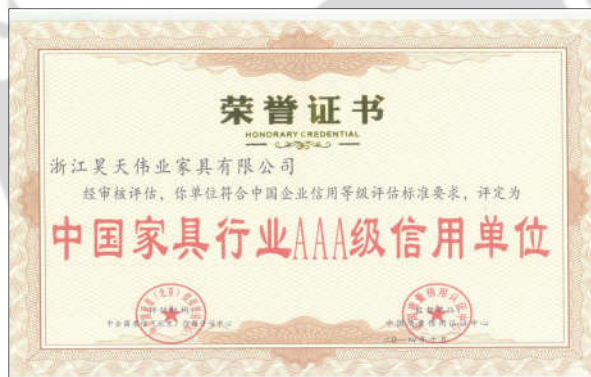 荣誉证书
HONORARY CREDENTIAL
浙江昊天伟业家具有限公司
经审核评估，你单位符合中国企业信用等级评估标准要求，评定为
中国家具行业AAA级信用单位